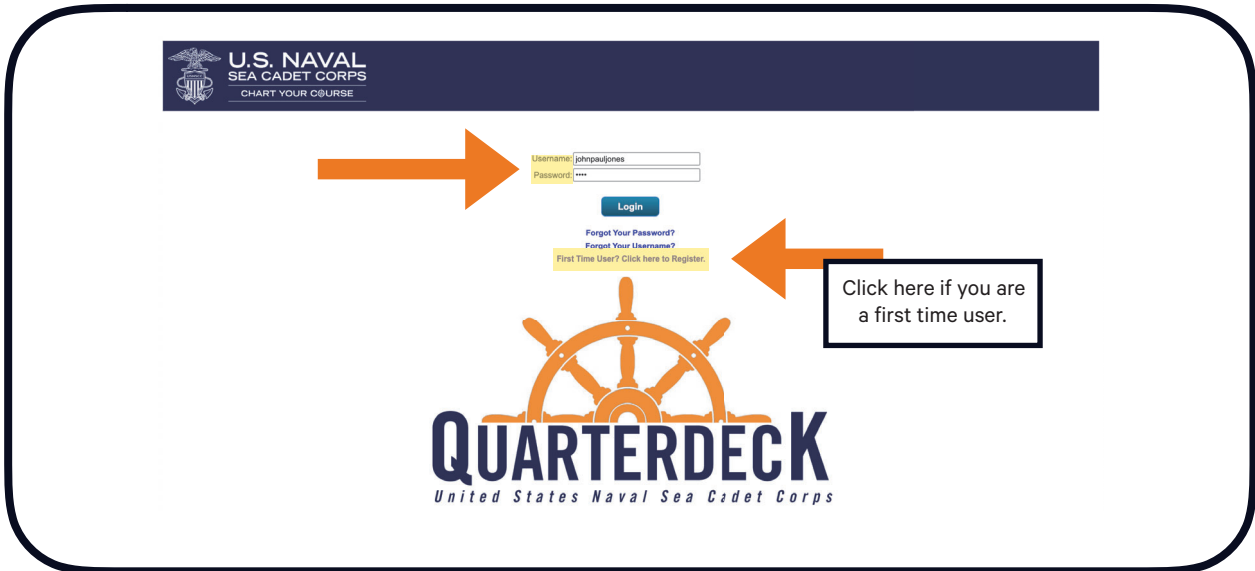 U.S. NAVAL
SEA CADET CORPS
CHART YOUR COURSE
Username: johnpauljones
Password: ••••
Login
Forgot Your Password?
Forgot Your Username?
First Time User? Click here to Register.
Click here if you are
a first time user.
QUARTERDECK
United States Naval Sea Cadet Corps